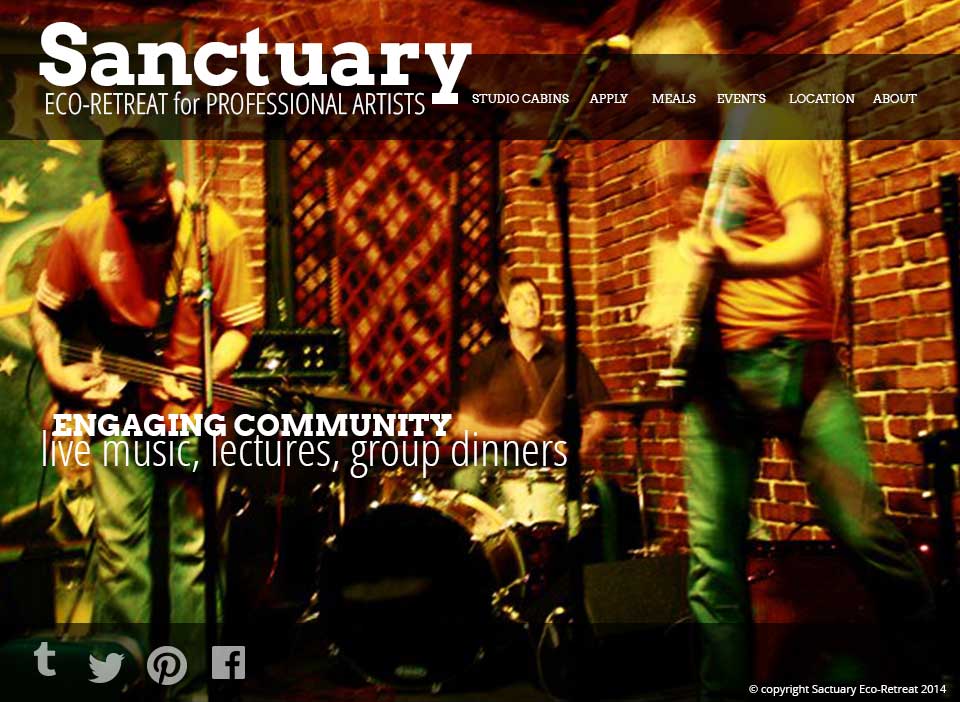 Sanctuary
ECO-RETREAT for PROFESSIONAL ARTISTS
STUDIO CABINS APPLY MEALS EVENTS LOCATION ABOUT
ENGAGING COMMUNITY
live music, lectures, group dinners
© copyright Sactuary Eco-Retreat 2014